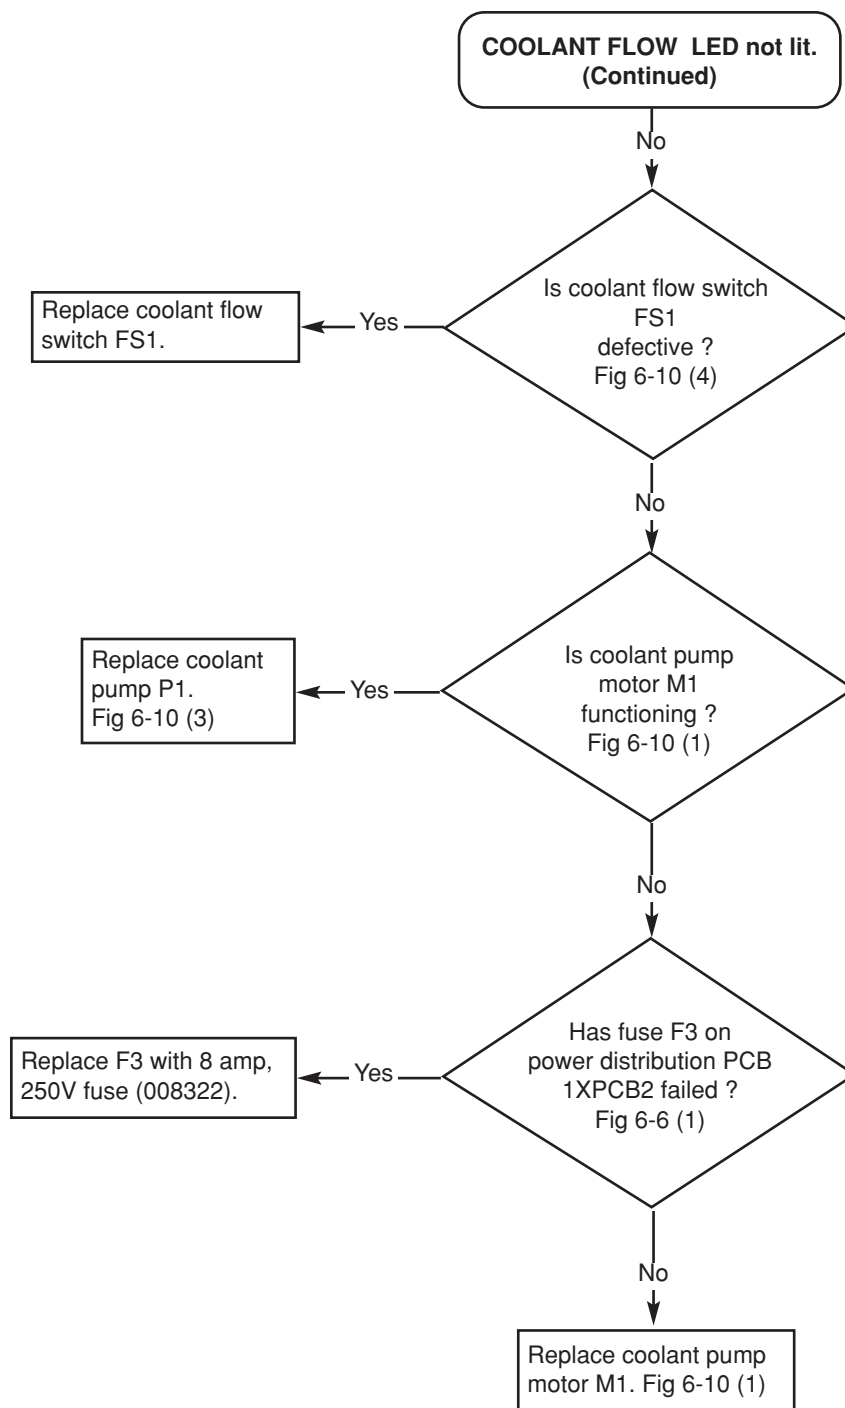 COOLANT FLOW LED not lit.
(Continued)
No
Is coolant flow switch
FS1
defective ?
Fig 6-10 (4)
Yes
Replace coolant flow
switch FS1.
No
Is coolant pump
motor M1
functioning ?
Fig 6-10 (1)
Yes
Replace coolant
pump P1.
Fig 6-10 (3)
No
Has fuse F3 on
power distribution PCB
1XPCB2 failed ?
Fig 6-6 (1)
Yes
Replace F3 with 8 amp,
250V fuse (008322).
No
Replace coolant pump
motor M1. Fig 6-10 (1)